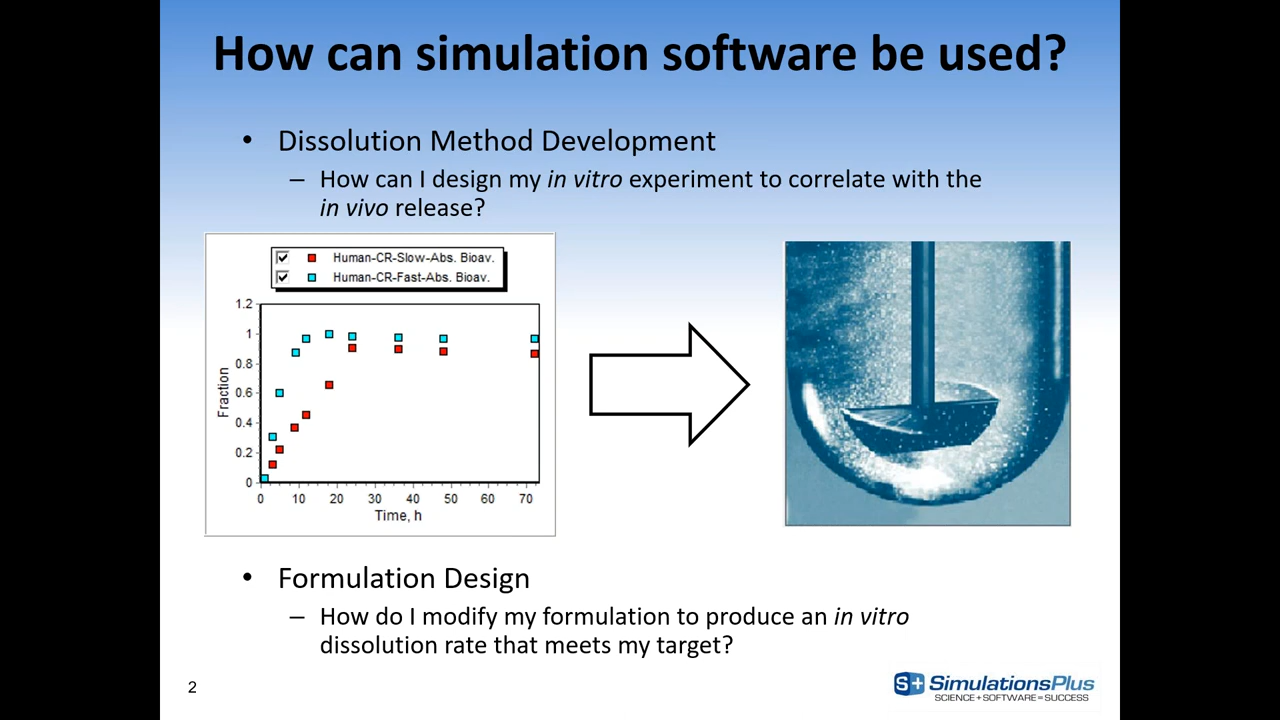 How can simulation software be used?
• Dissolution Method Development
– How can I design my in vitro experiment to correlate with the
in vivo release?
Human-CR-Slow-Abs. Bioav.
Human-CR-Fast-Abs. Bioav.
1.2
1
0.8
0.6
0.4
0.2
0
Fraction
0 10 20 30 40 50 60 70
Time, h
• Formulation Design
– How do I modify my formulation to produce an in vitro
dissolution rate that meets my target?
2
S+ SimulationsPlus
SCIENCE + SOFTWARE = SUCCESS